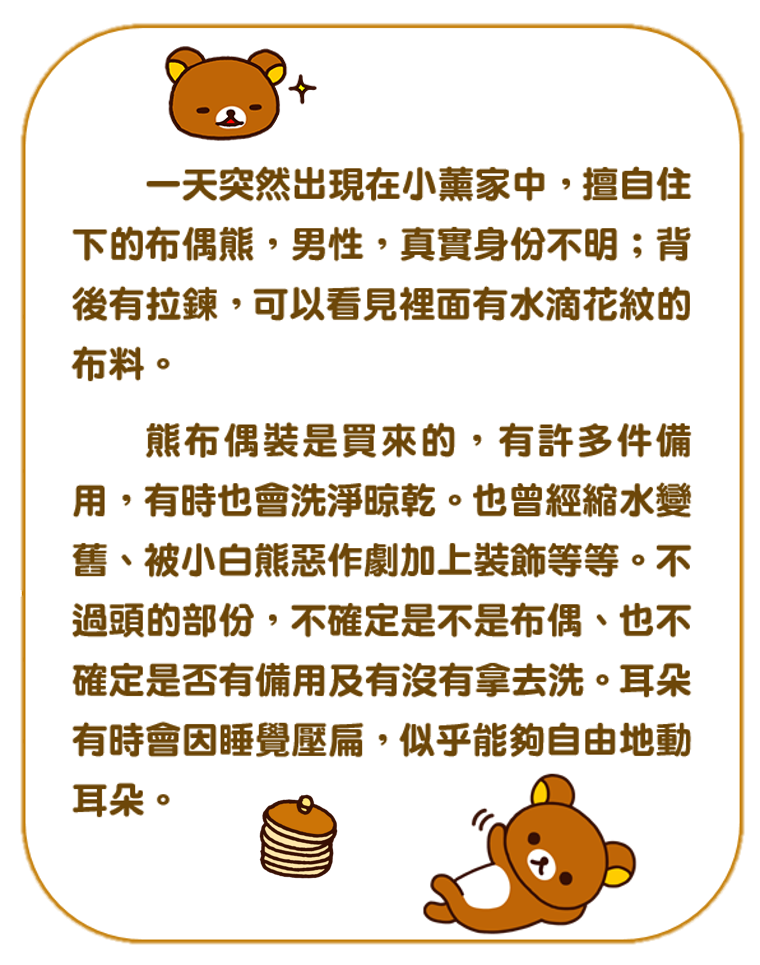 一天突然出現在小薰家中，擅自住
下的布偶熊，男性，真實身份不明；背
後有拉鍊，可以看見裡面有水滴花紋的
布料。
熊布偶裝是買來的，有許多件備
用，有時也會洗淨晾乾。也曾經縮水變
舊、被小白熊惡作劇加上裝飾等等。不
過頭的部份，不確定是不是布偶、也不
確定是否有備用及有沒有拿去洗。耳朵
有時會因睡覺壓扁，似乎能夠自由地動
耳朵。